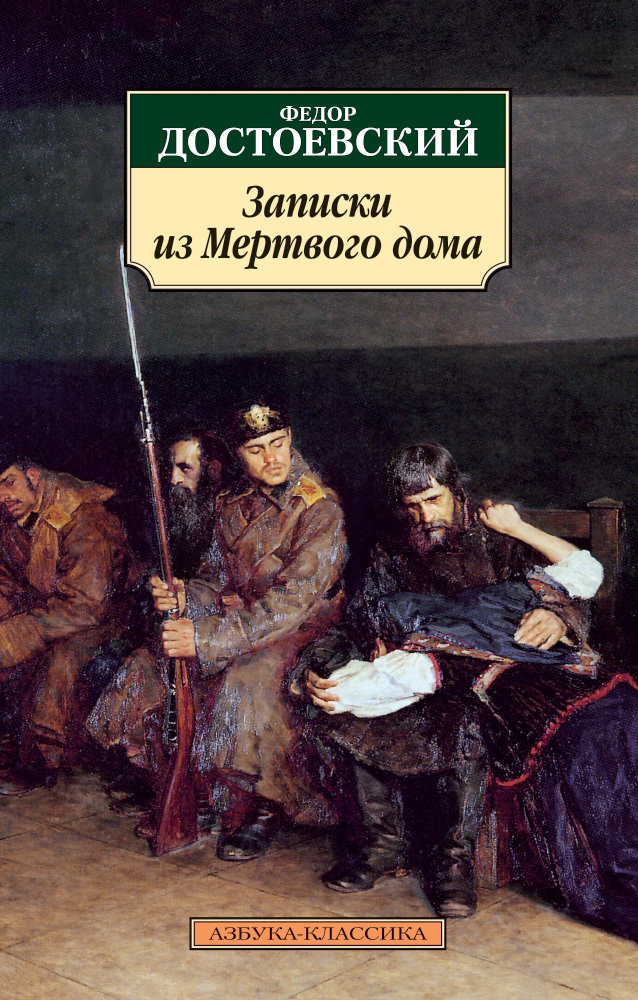 ФЕДОР
ДОСТОЕВСКИЙ
Записки
из Мертвого дома
АЗБУКА-КЛАССИКА